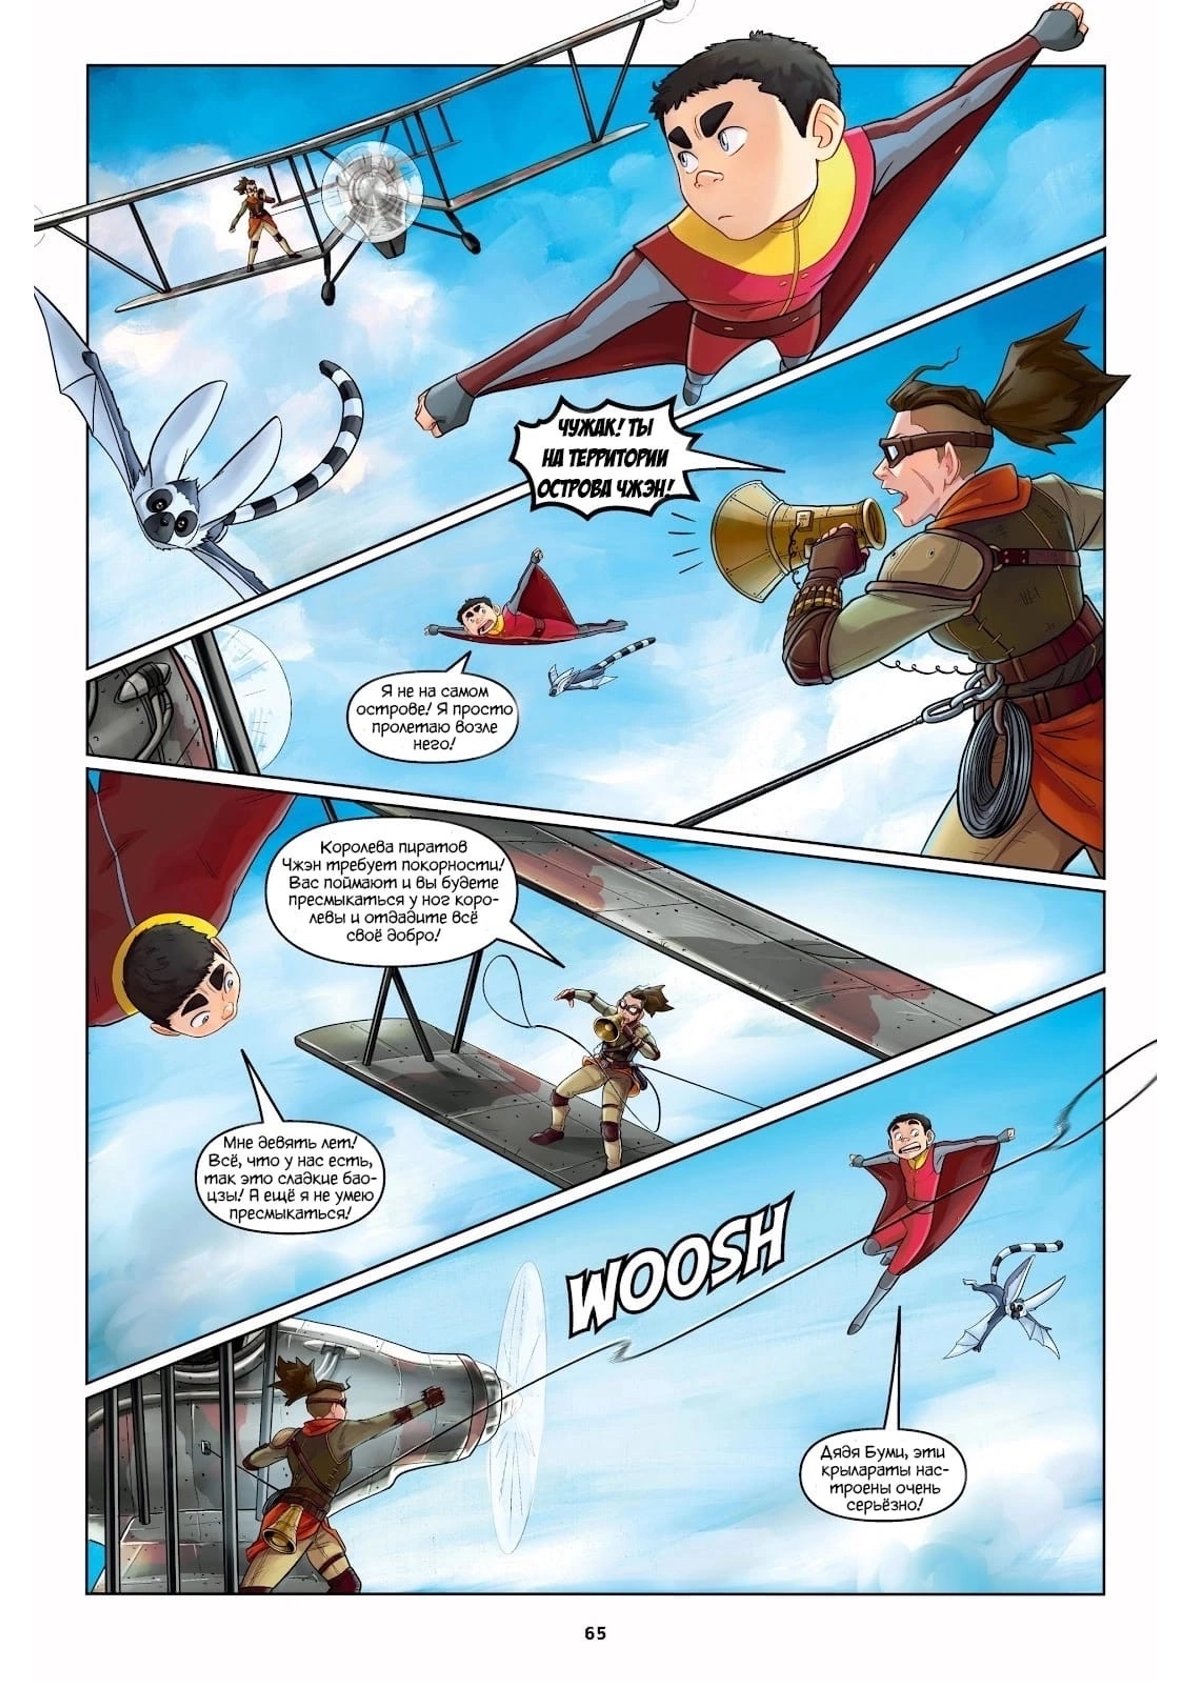 ЧУЖАК! ТЫ
НА ТЕРРИТОРИИ
ОСТРОВА ЧЖЭН!
Я не на самом
острове! Я просто
пролетаю возле
него!
Королева пиратов
Чжэн требует покорности!
Вас поймают и вы будете
пресмыкаться у ног коро-
левы и отдадите всё
своё добро!
Мне девять лет!
Всё, что у нас есть,
так это сладкие бао-
цзы! А ещё я не умею
пресмыкаться!
WOOSH
Дядя Буми, эти
крылараты нас-
троены очень
серьёзно!
65